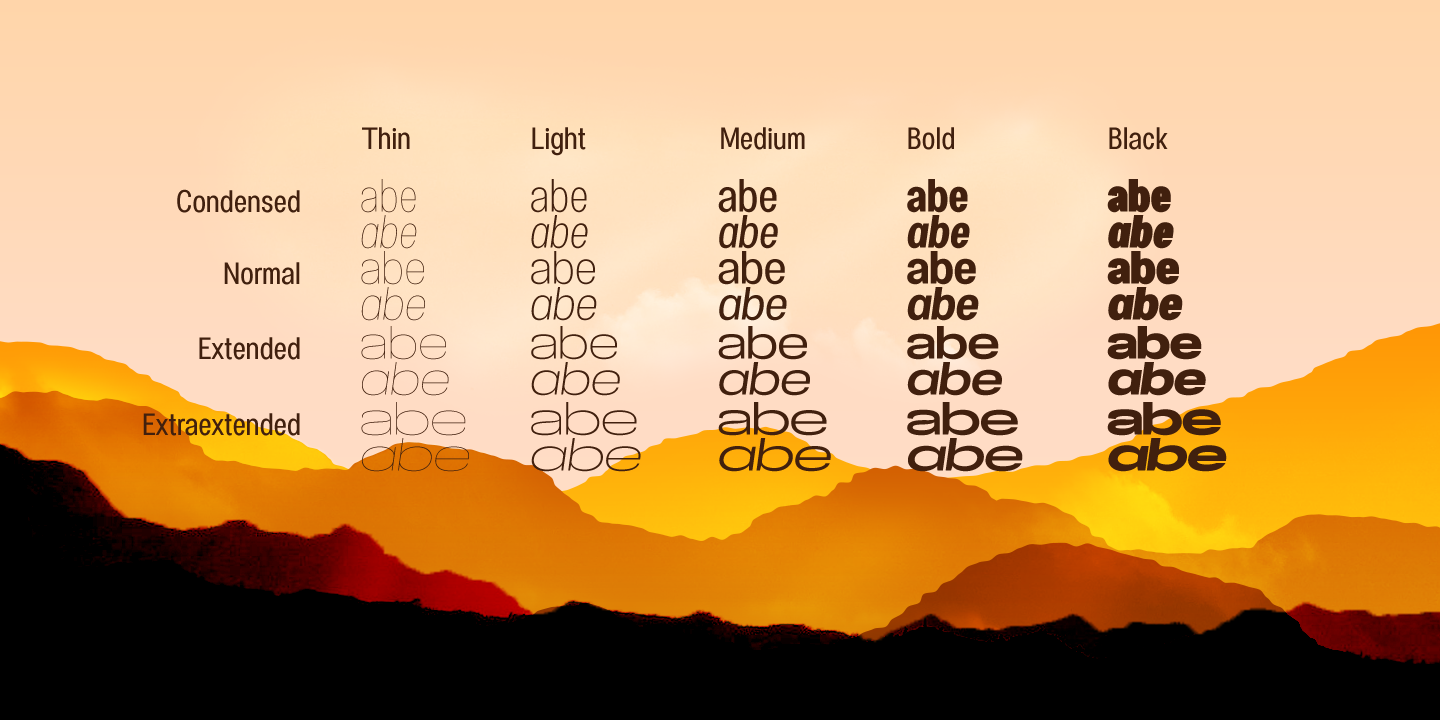 Thin Light Medium Bold Black
Condensed abe abe abe abe abe
abe abe abe abe abe
Normal abe abe abe abe abe
abe abe abe abe abe
Extended abe abe abe abe abe
abe abe abe abe abe
Extraextended abe abe abe abe abe
abe abe abe abe abe